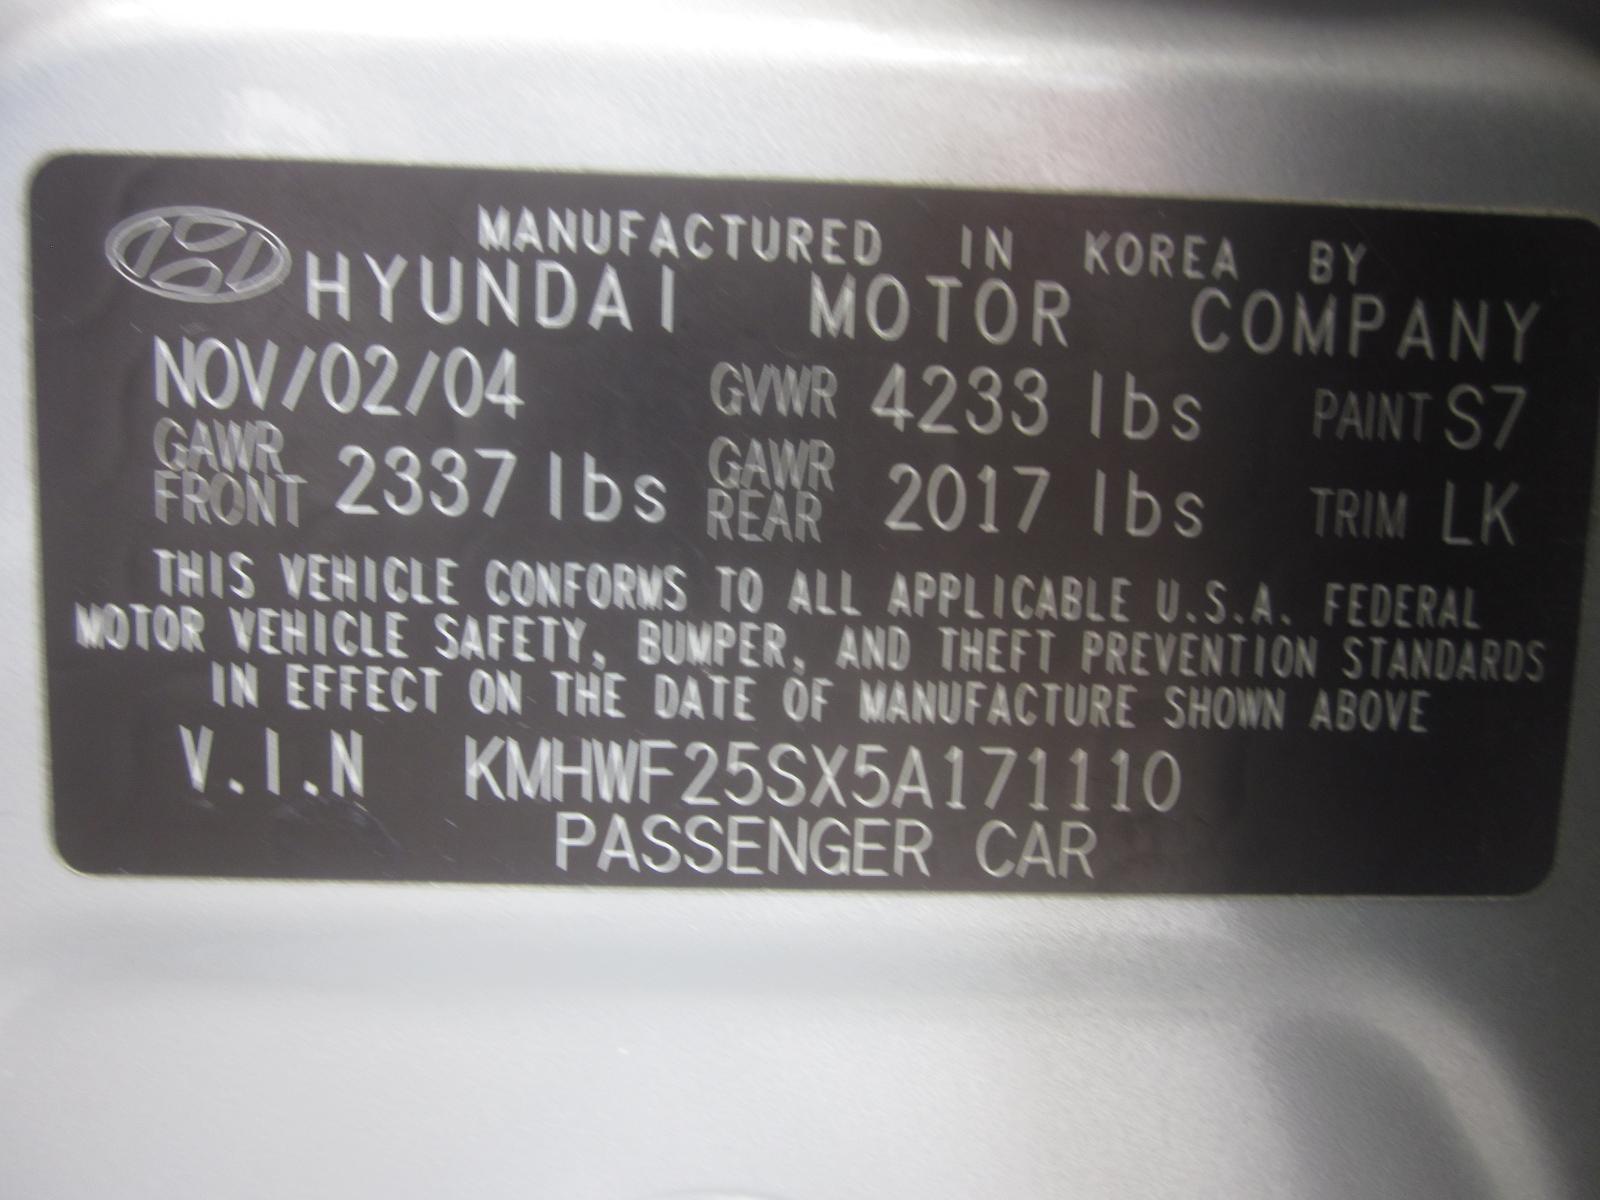 MANUFACTURED IN KOREA BY
HYUNDAI MOTOR COMPANY
NOV/02/04 GVWR 4233 lbs PAINT S7
GAWR FRONT 2337 lbs GAWR REAR 2017 lbs TRIM LK
THIS VEHICLE CONFORMS TO ALL APPLICABLE U.S.A. FEDERAL
MOTOR VEHICLE SAFETY, BUMPER, AND THEFT PREVENTION STANDARDS
IN EFFECT ON THE DATE OF MANUFACTURE SHOWN ABOVE
V.I.N KMHWF25SX5A171110
PASSENGER CAR